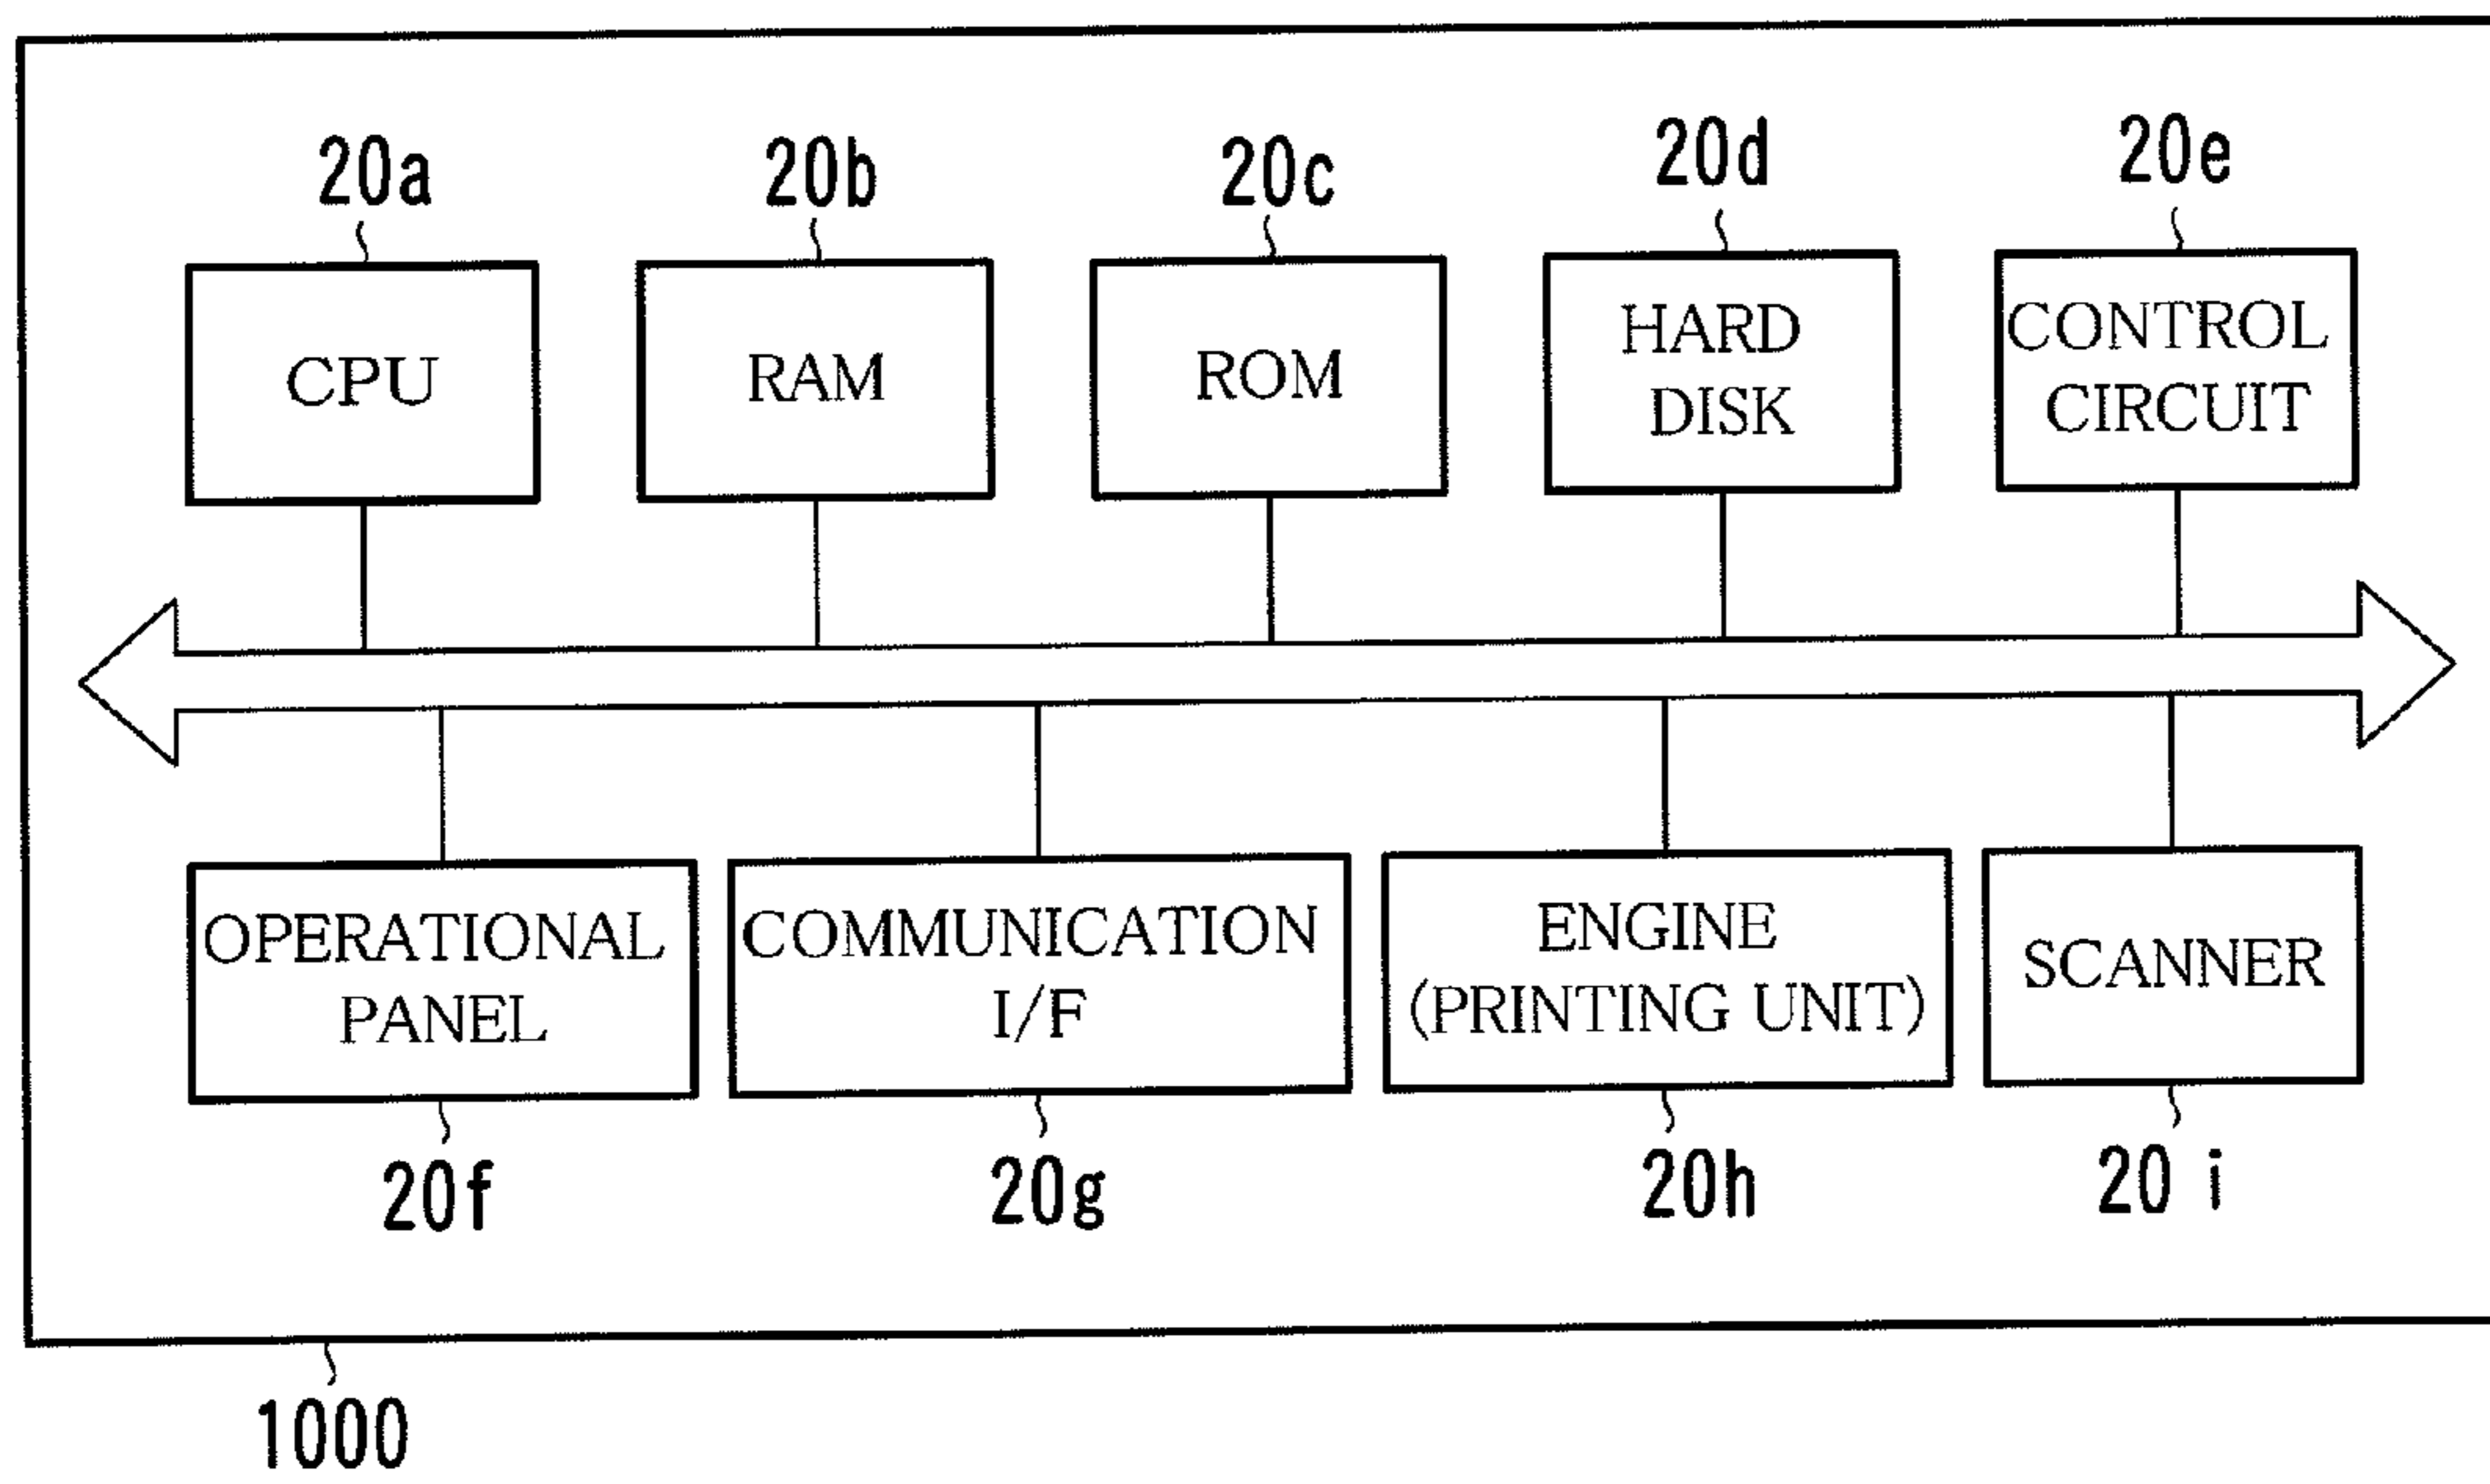 20a
20b
20c
20d
20e
CPU
RAM
ROM
HARD
DISK
CONTROL
CIRCUIT
OPERATIONAL
PANEL
COMMUNICATION
I/F
ENGINE
(PRINTING UNIT)
SCANNER
20f
20g
20h
20i
1000